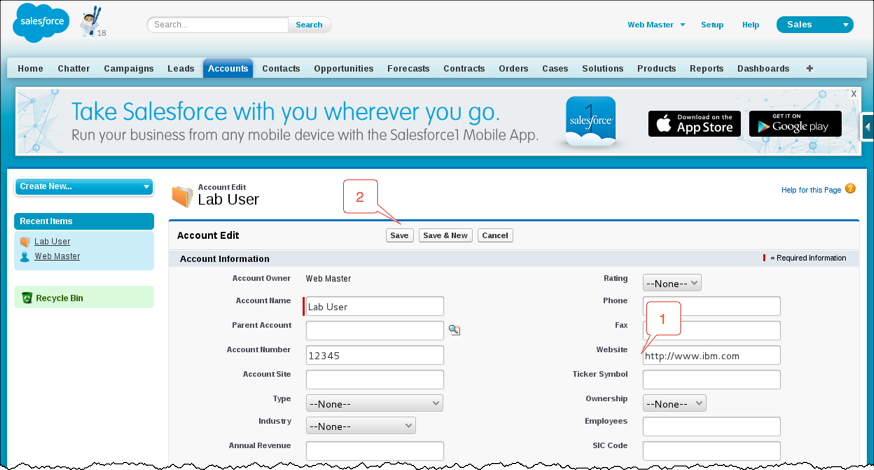 salesforce
18
Search...
Search
Web Master
Setup
Help
Sales
Home Chatter Campaigns Leads Accounts Contacts Opportunities Forecasts Contracts Orders Cases Solutions Products Reports Dashboards +
Take Salesforce with you wherever you go.
Run your business from any mobile device with the Salesforce1 Mobile App.
1
salesforce
Download on the
App Store
GET IT ON
Google play
X
Create New...
Recent Items
Lab User
Web Master
Recycle Bin
Account Edit
Lab User
Help for this Page ?
2
Account Edit
Save Save & New Cancel
Account Information
= Required Information
Account Owner Web Master
Rating --None--
Account Name Lab User
Phone
Parent Account
Fax
1
Account Number 12345
Website http://www.ibm.com
Account Site
Ticker Symbol
Type --None--
Ownership --None--
Industry --None--
Employees
Annual Revenue
SIC Code